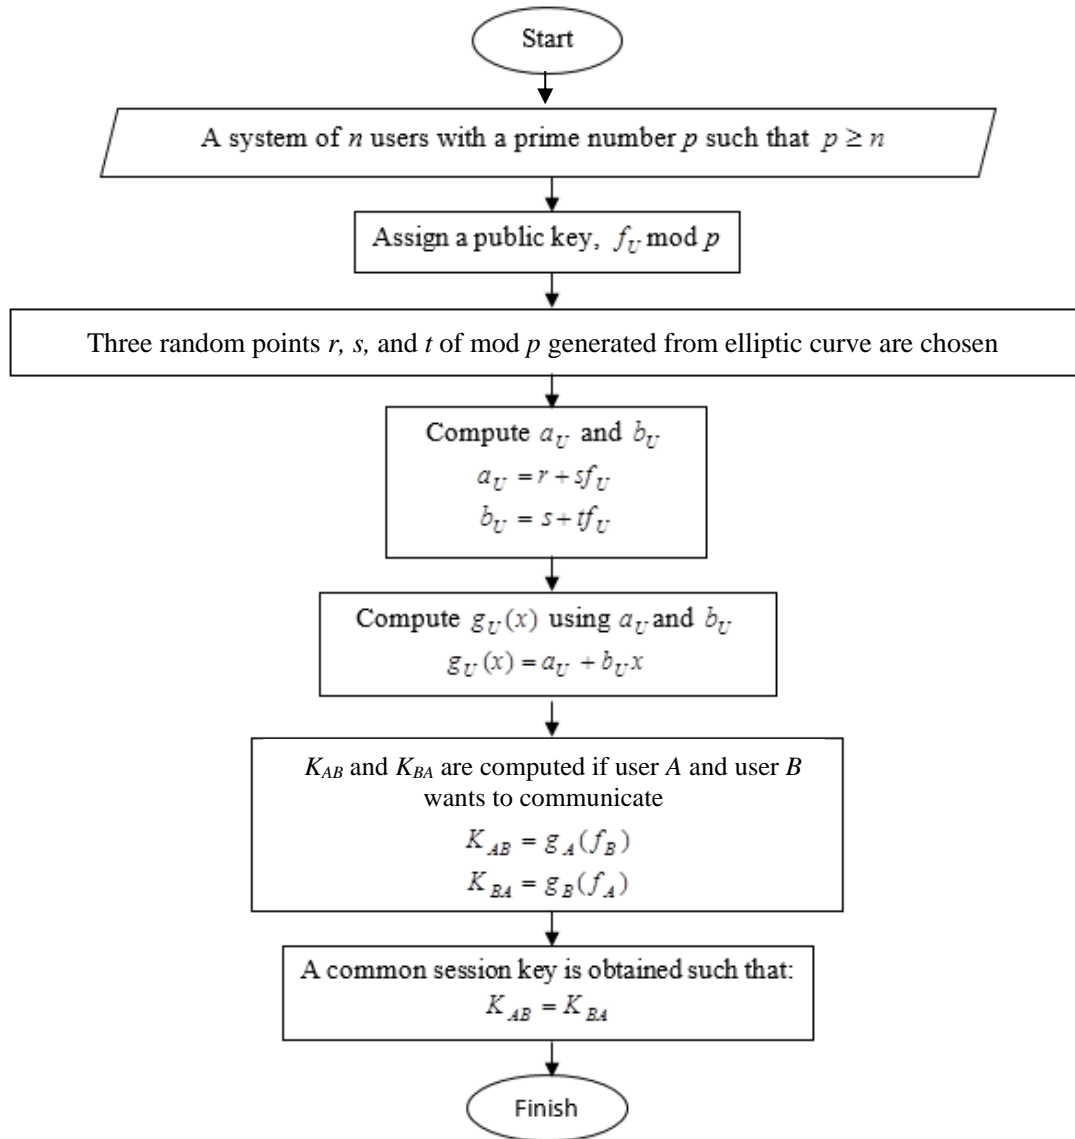 Start
A system of n users with a prime number p such that p ≥ n
Assign a public key, f_U mod p
Three random points r, s, and t of mod p generated from elliptic curve are chosen
Compute a_U and b_U
a_U = r + sf_U
b_U = s + tf_U
Compute g_U(x) using a_U and b_U
g_U(x) = a_U + b_U x
K_AB and K_BA are computed if user A and user B
wants to communicate
K_AB = g_A(f_B)
K_BA = g_B(f_A)
A common session key is obtained such that:
K_AB = K_BA
Finish